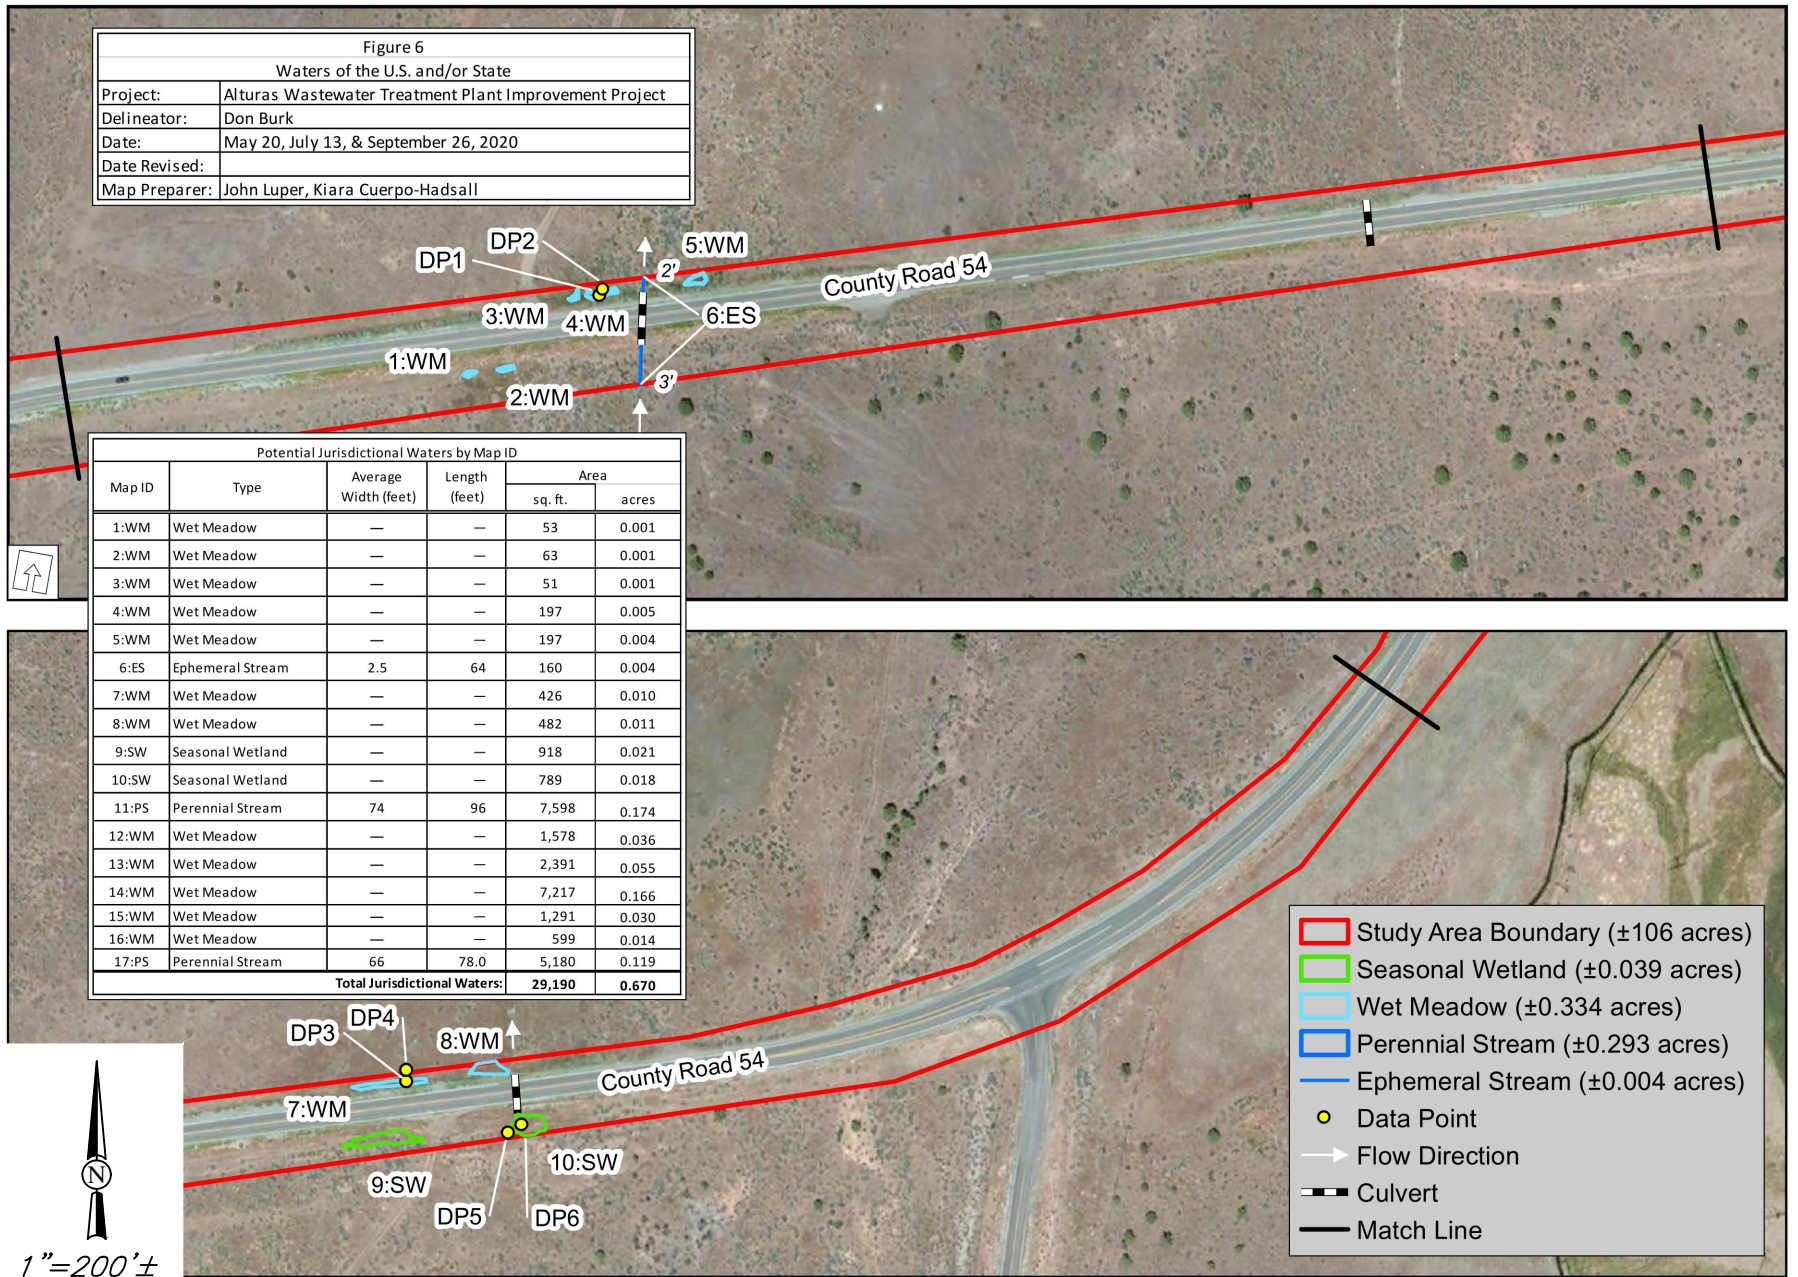 Figure 6
Waters of the U.S. and/or State
Project: Alturas Wastewater Treatment Plant Improvement Project
Delineator: Don Burk
Date: May 20, July 13, & September 26, 2020
Date Revised:
Map Preparer: John Luper, Kiara Cuerpo-Hadsall
DP2
DP1
5:WM
2'
County Road 54
3:WM
4:WM
6:ES
1:WM
2:WM
3'
Potential Jurisdictional Waters by Map ID
Map ID Type Average Width (feet) Length (feet) Area
sq. ft. acres
1:WM Wet Meadow — — 53 0.001
2:WM Wet Meadow — — 63 0.001
3:WM Wet Meadow — — 51 0.001
4:WM Wet Meadow — — 197 0.005
5:WM Wet Meadow — — 197 0.004
6:ES Ephemeral Stream 2.5 64 160 0.004
7:WM Wet Meadow — — 426 0.010
8:WM Wet Meadow — — 482 0.011
9:SW Seasonal Wetland — — 918 0.021
10:SW Seasonal Wetland — — 789 0.018
11:PS Perennial Stream 74 96 7,598 0.174
12:WM Wet Meadow — — 1,578 0.036
13:WM Wet Meadow — — 2,391 0.055
14:WM Wet Meadow — — 7,217 0.166
15:WM Wet Meadow — — 1,291 0.030
16:WM Wet Meadow — — 599 0.014
17:PS Perennial Stream 66 78.0 5,180 0.119
Total Jurisdictional Waters: 29,190 0.670
DP4
DP3
8:WM
County Road 54
7:WM
10:SW
9:SW
DP5
DP6
Study Area Boundary (±106 acres)
Seasonal Wetland (±0.039 acres)
Wet Meadow (±0.334 acres)
Perennial Stream (±0.293 acres)
Ephemeral Stream (±0.004 acres)
Data Point
Flow Direction
Culvert
Match Line
N
1"=200'±